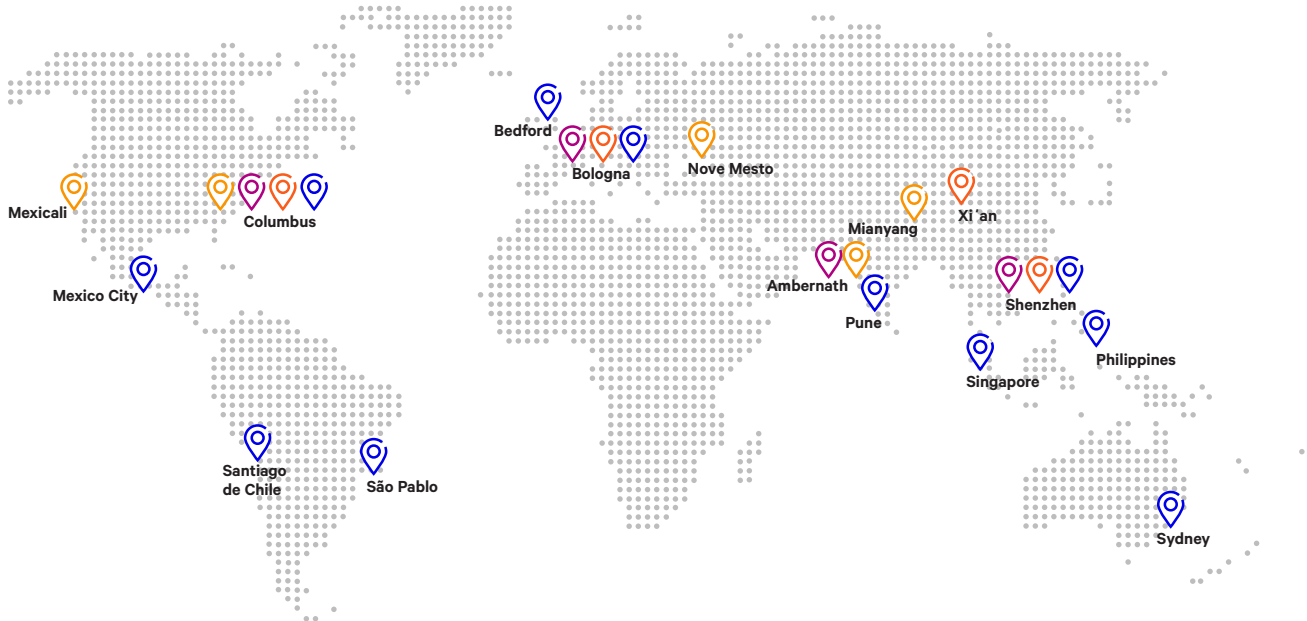 Bedford
Bologna
Nove Mesto
Mexicali
Columbus
Xi´an
Mianyang
Mexico City
Ambernath
Shenzhen
Pune
Philippines
Singapore
Santiago
de Chile
São Pablo
Sydney